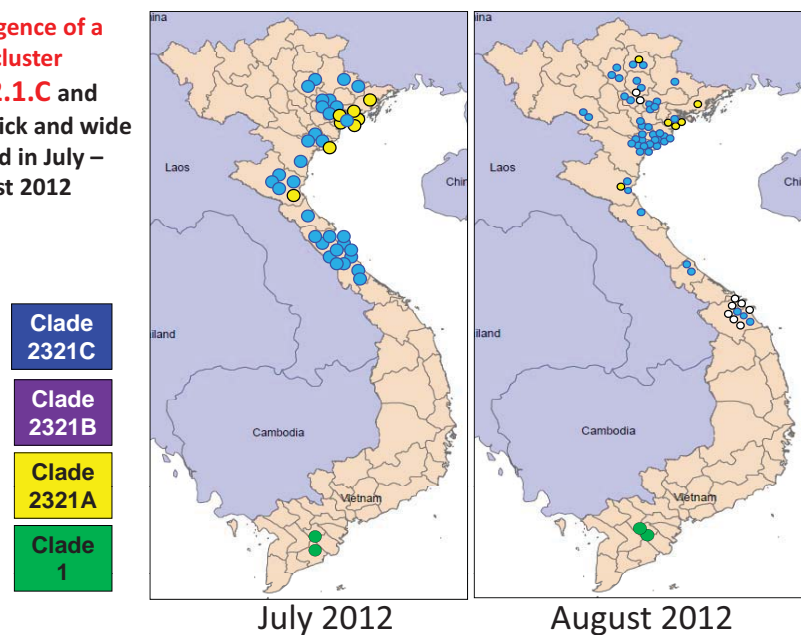 gence of a
cluster
2.1.C and
ick and wide
d in July –
st 2012
Clade
2321C
Clade
2321B
Clade
2321A
Clade
1
ina
Laos
Chi
iland
Cambodia
Vietnam
July 2012
ina
Laos
Chi
iland
Cambodia
Vietnam
August 2012